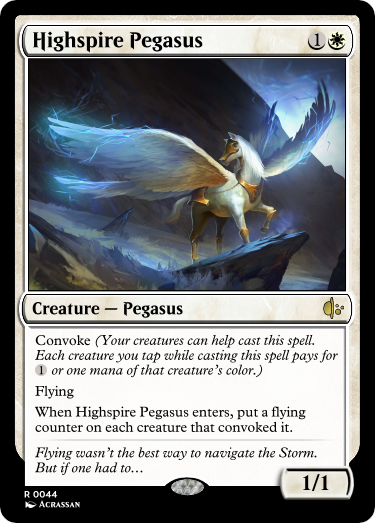 Highspire Pegasus 1
Creature — Pegasus
Convoke (Your creatures can help cast this spell.
Each creature you tap while casting this spell pays for
1 or one mana of that creature's color.)
Flying
When Highspire Pegasus enters, put a flying
counter on each creature that convoked it.
Flying wasn't the best way to navigate the Storm.
But if one had to…
1/1
R 0044
Acrassan